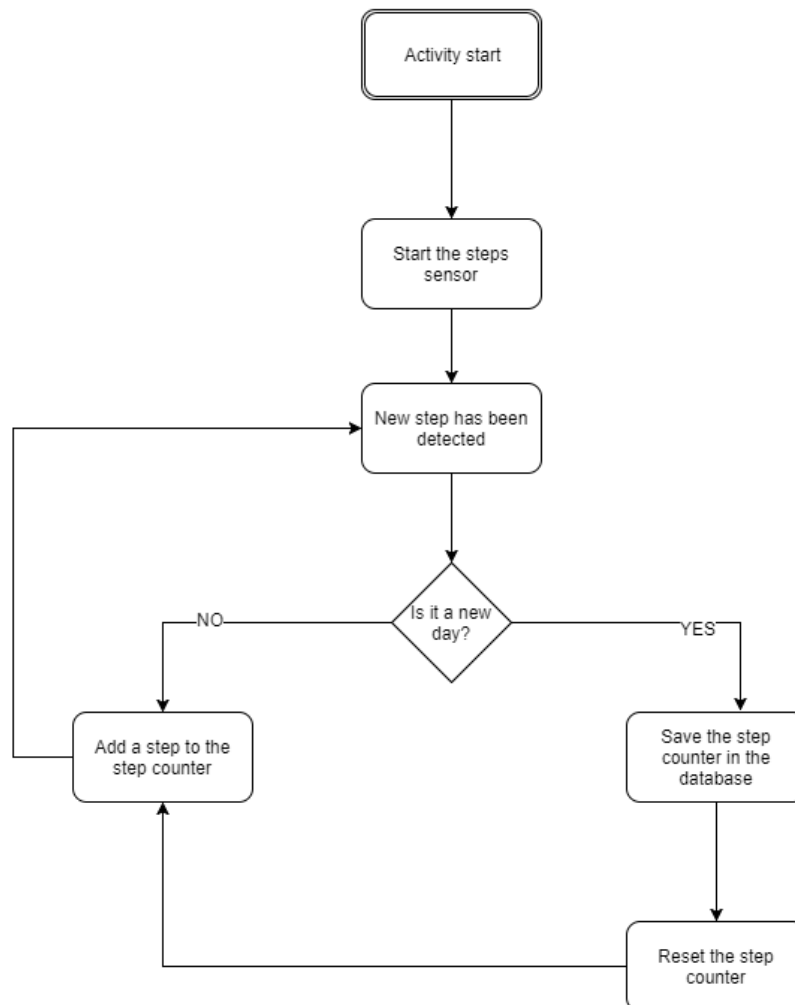 Activity start
Start the steps
sensor
New step has been
detected
Is it a new
day?
NO
YES
Add a step to the
step counter
Save the step
counter in the
database
Reset the step
counter